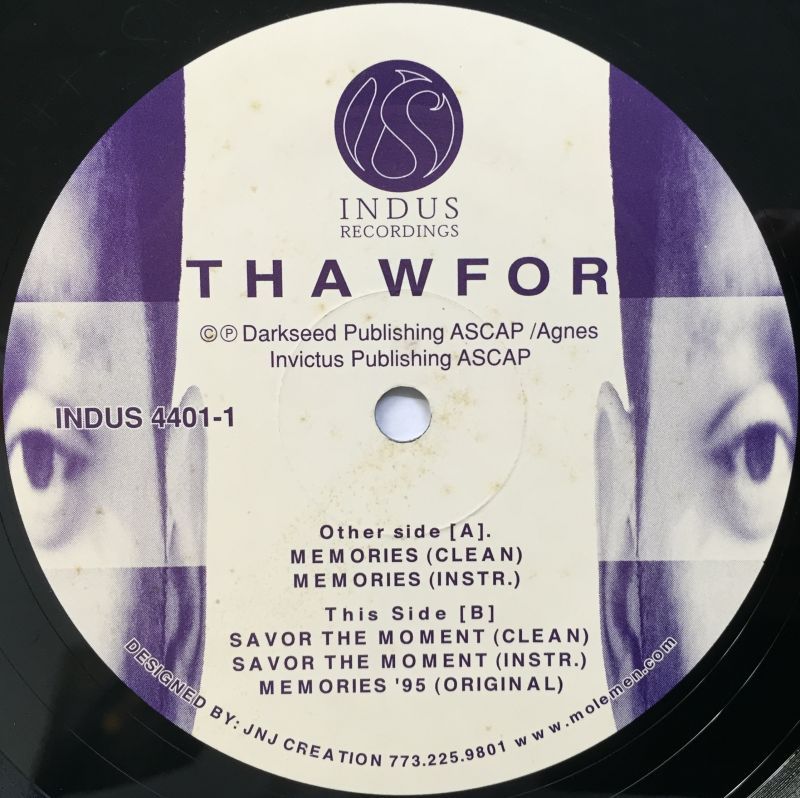 INDUS
RECORDINGS
THAWFOR
©℗ Darkseed Publishing ASCAP /Agnes
Invictus Publishing ASCAP
INDUS 4401-1
Other side [A].
MEMORIES (CLEAN)
MEMORIES (INSTR.)
This Side [B]
SAVOR THE MOMENT (CLEAN)
SAVOR THE MOMENT (INSTR.)
MEMORIES '95 (ORIGINAL)
DESIGNED BY: JNJ CREATION 773.225.9801 www.molemen.com